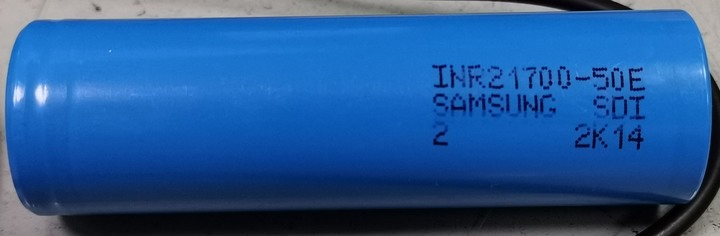 INR21700-50E
SAMSUNG SDI
2 2K14